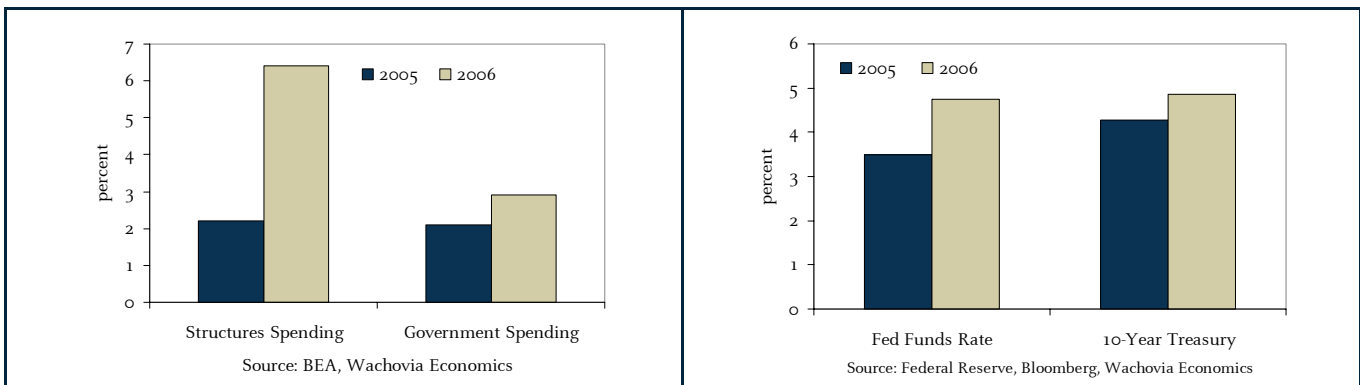 7
6
5
4
3
2
1
0
percent
2005 2006
Structures Spending Government Spending
Source: BEA, Wachovia Economics
6
5
4
3
2
1
0
percent
2005 2006
Fed Funds Rate 10-Year Treasury
Source: Federal Reserve, Bloomberg, Wachovia Economics